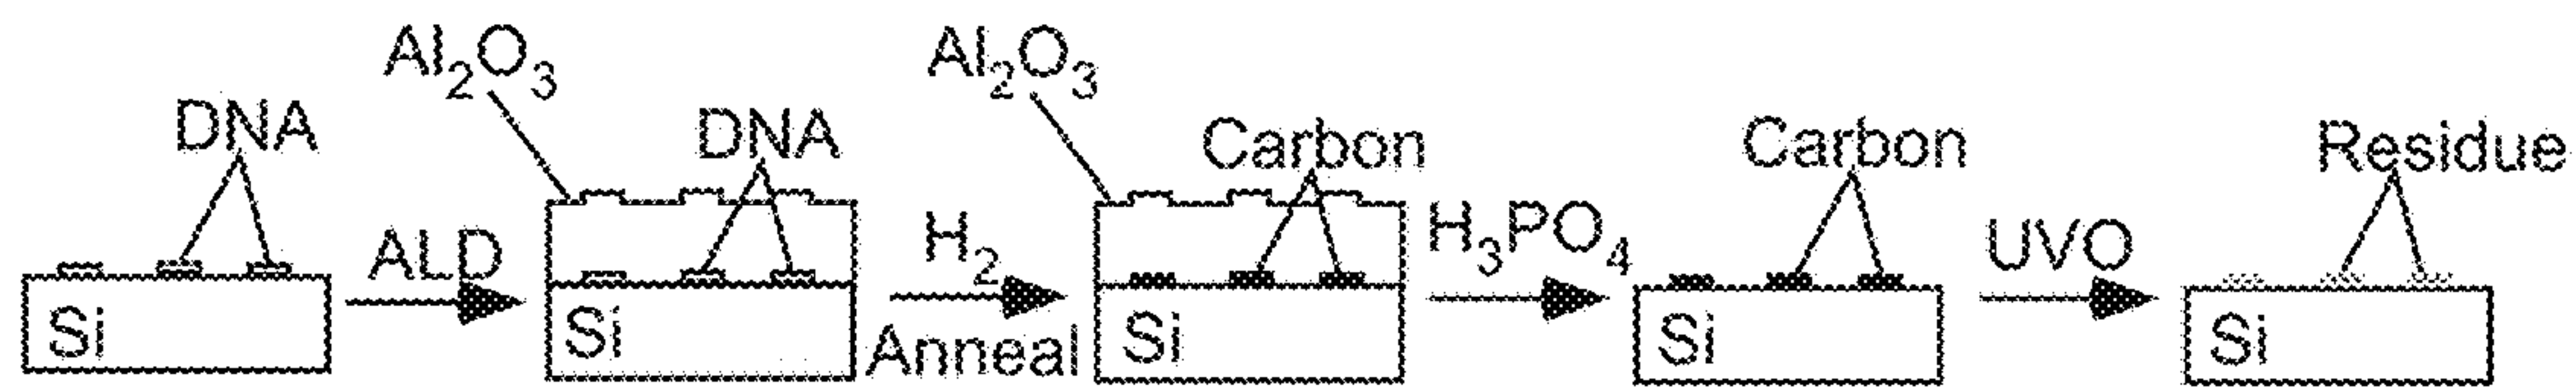 DNA
Si
ALD
Al₂O₃
DNA
Si
H₂
Anneal
Al₂O₃
Carbon
Si
H₃PO₄
Carbon
Si
UVO
Residue
Si